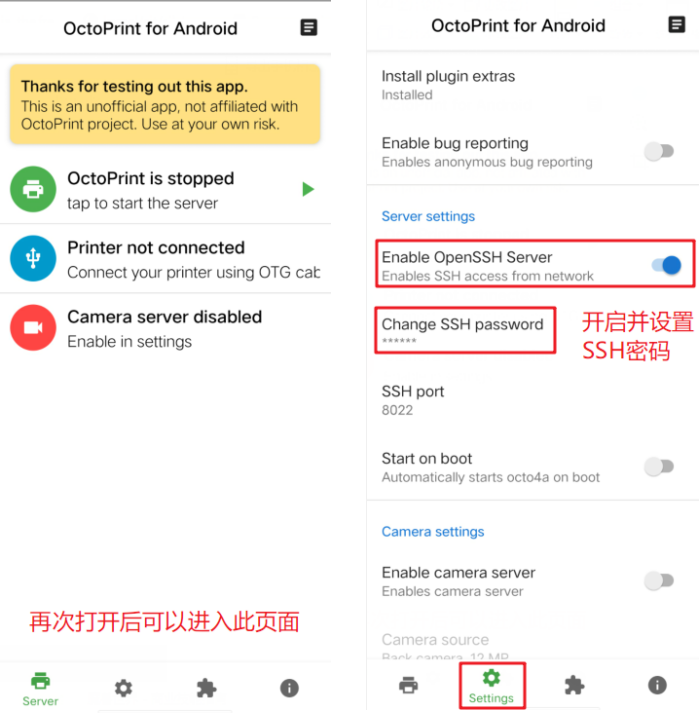 OctoPrint for Android
Thanks for testing out this app.
This is an unofficial app, not affiliated with
OctoPrint project. Use at your own risk.
OctoPrint is stopped
tap to start the server
Printer not connected
Connect your printer using OTG cab
Camera server disabled
Enable in settings
再次打开后可以进入此页面
Server
OctoPrint for Android
Install plugin extras
Installed
Enable bug reporting
Enables anonymous bug reporting
Server settings
Enable OpenSSH Server
Enables SSH access from network
Change SSH password
******
开启并设置
SSH密码
SSH port
8022
Start on boot
Automatically starts octo4a on boot
Camera settings
Enable camera server
Enables camera server
Camera source
Back camera, 12 MP
Settings